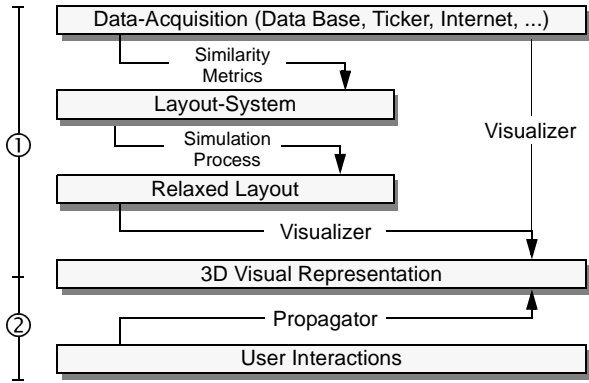 Data-Acquisition (Data Base, Ticker, Internet, ...)
Similarity
Metrics
Layout-System
①
Visualizer
Simulation
Process
Relaxed Layout
Visualizer
3D Visual Representation
②
Propagator
User Interactions